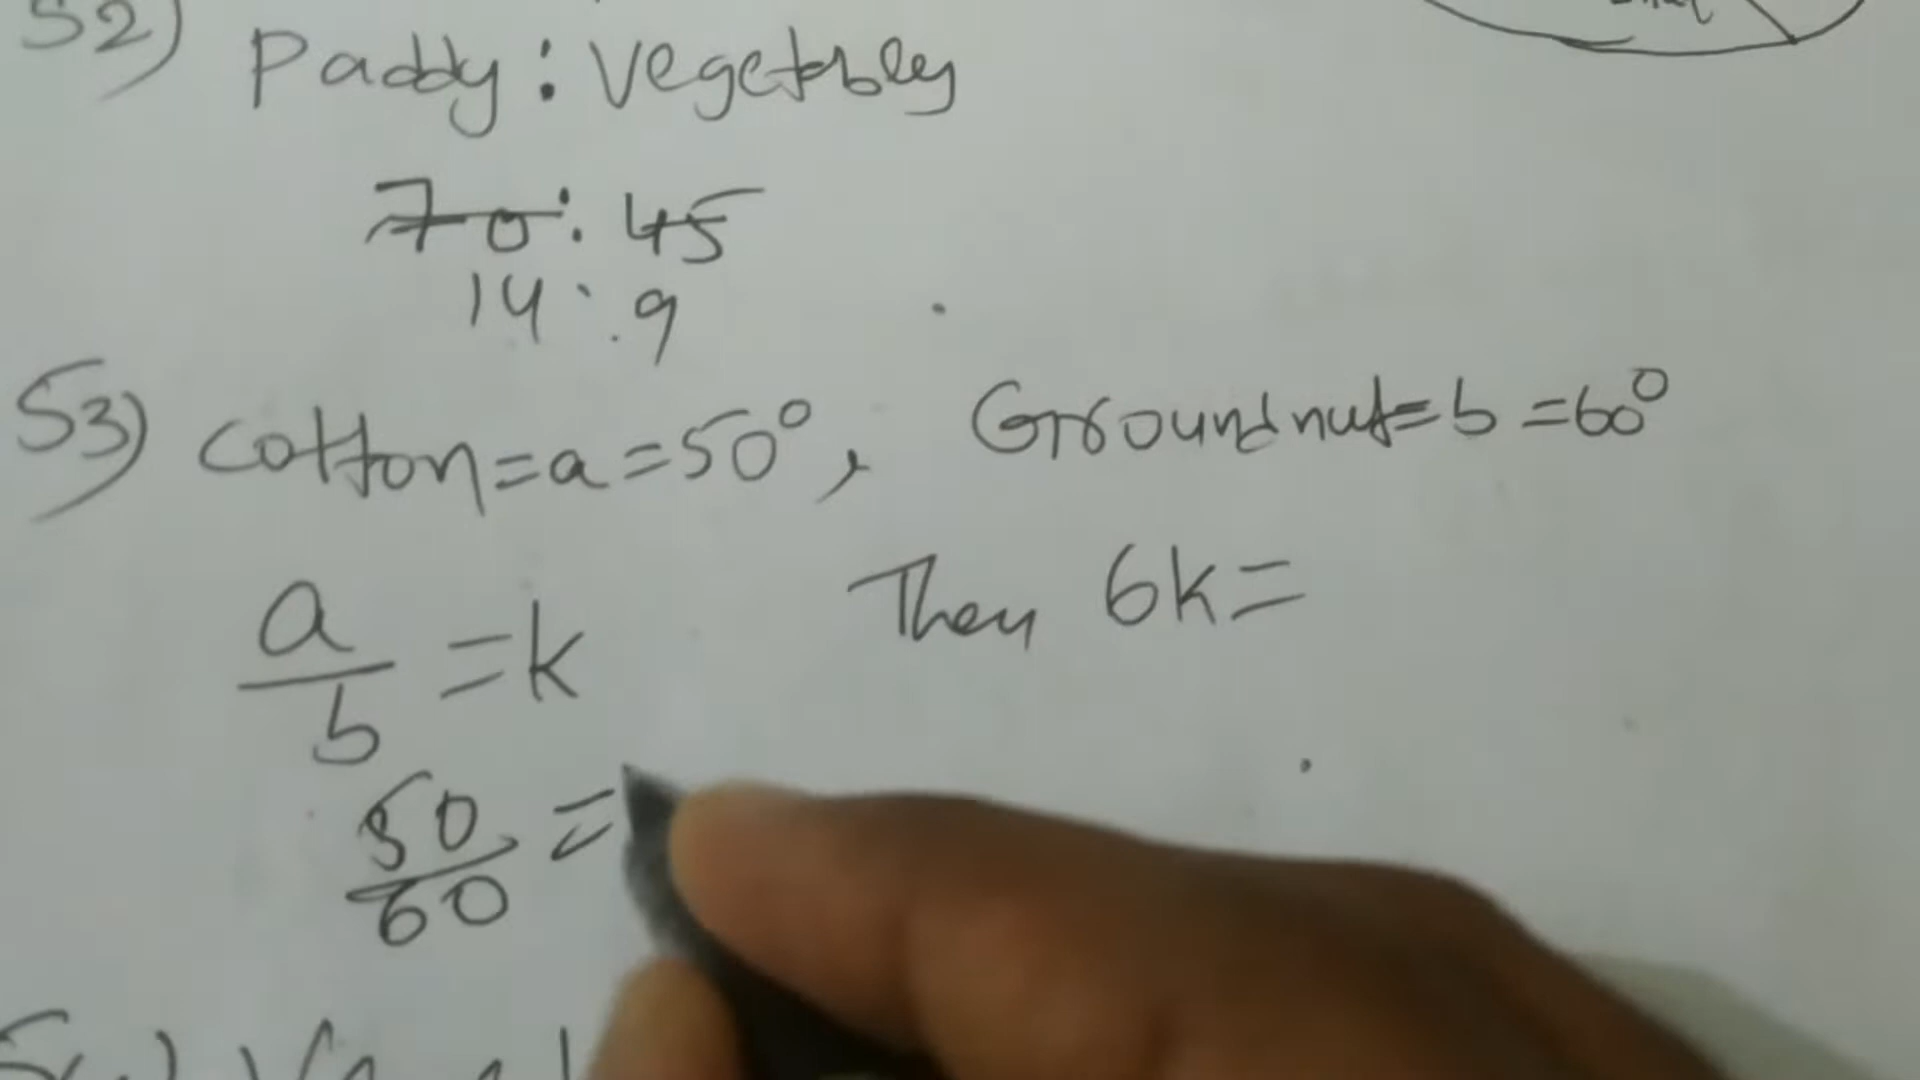 52) Paddy : Vegetables
70 : 45
14 : 9
53) Cotton = a = 50°, Groundnut = b = 60°
a/b = k Then 6k =
50/60 =